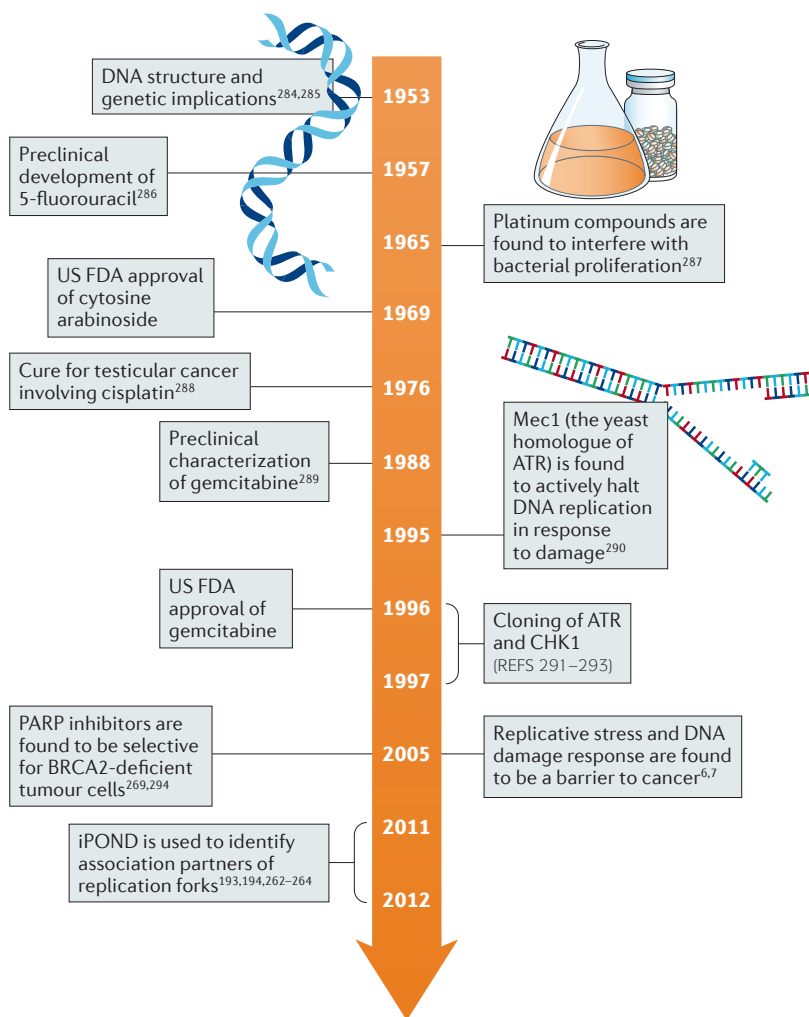 DNA structure and
genetic implications284,285
1953
Preclinical
development of
5-fluorouracil286
1957
Platinum compounds are
found to interfere with
bacterial proliferation287
1965
US FDA approval
of cytosine
arabinoside
1969
Cure for testicular cancer
involving cisplatin288
1976
Preclinical
characterization
of gemcitabine289
1988
Mec1 (the yeast
homologue of
ATR) is found
to actively halt
DNA replication
in response
to damage290
1995
US FDA
approval of
gemcitabine
1996
Cloning of ATR
and CHK1
(REFS 291–293)
1997
PARP inhibitors are
found to be selective
for BRCA2-deficient
tumour cells269,294
2005
Replicative stress and DNA
damage response are found
to be a barrier to cancer6,7
2011
iPOND is used to identify
association partners of
replication forks193,194,262–264
2012